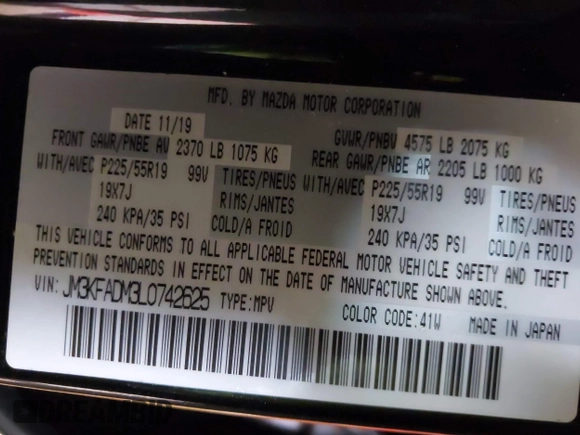 MFD. BY MAZDA MOTOR CORPORATION
DATE 11/19 GVWR/PNBV 4575 LB 2075 KG
FRONT GAWR/PNBE AV 2370 LB 1075 KG REAR GAWR/PNBE AR 2205 LB 1000 KG
WITH/AVEC P225/55R19 99V TIRES/PNEUS WITH/AVEC P225/55R19 99V TIRES/PNEUS
19X7J RIMS/JANTES 19X7J RIMS/JANTES
240 KPA/35 PSI COLD/A FROID 240 KPA/35 PSI COLD/A FROID
THIS VEHICLE CONFORMS TO ALL APPLICABLE FEDERAL MOTOR VEHICLE SAFETY AND THEFT
PREVENTION STANDARDS IN EFFECT ON THE DATE OF MANUFACTURE SHOWN ABOVE.
VIN: JM3KFADM3L0742625 TYPE: MPV COLOR CODE: 41W MADE IN JAPAN
DREAMBID